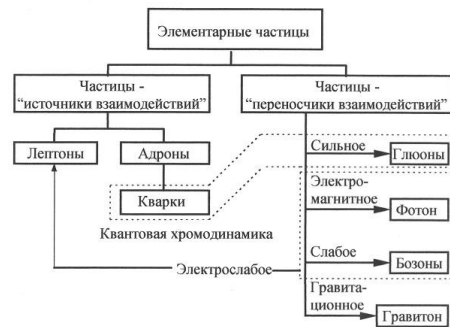 Элементарные частицы
Частицы -
“источники взаимодействий”
Частицы -
“переносчики взаимодействий”
Лептоны
Адроны
Сильное
Глюоны
Кварки
Электро-
магнитное
Фотон
Квантовая хромодинамика
Электрослабое
Слабое
Бозоны
Гравита-
ционное
Гравитон